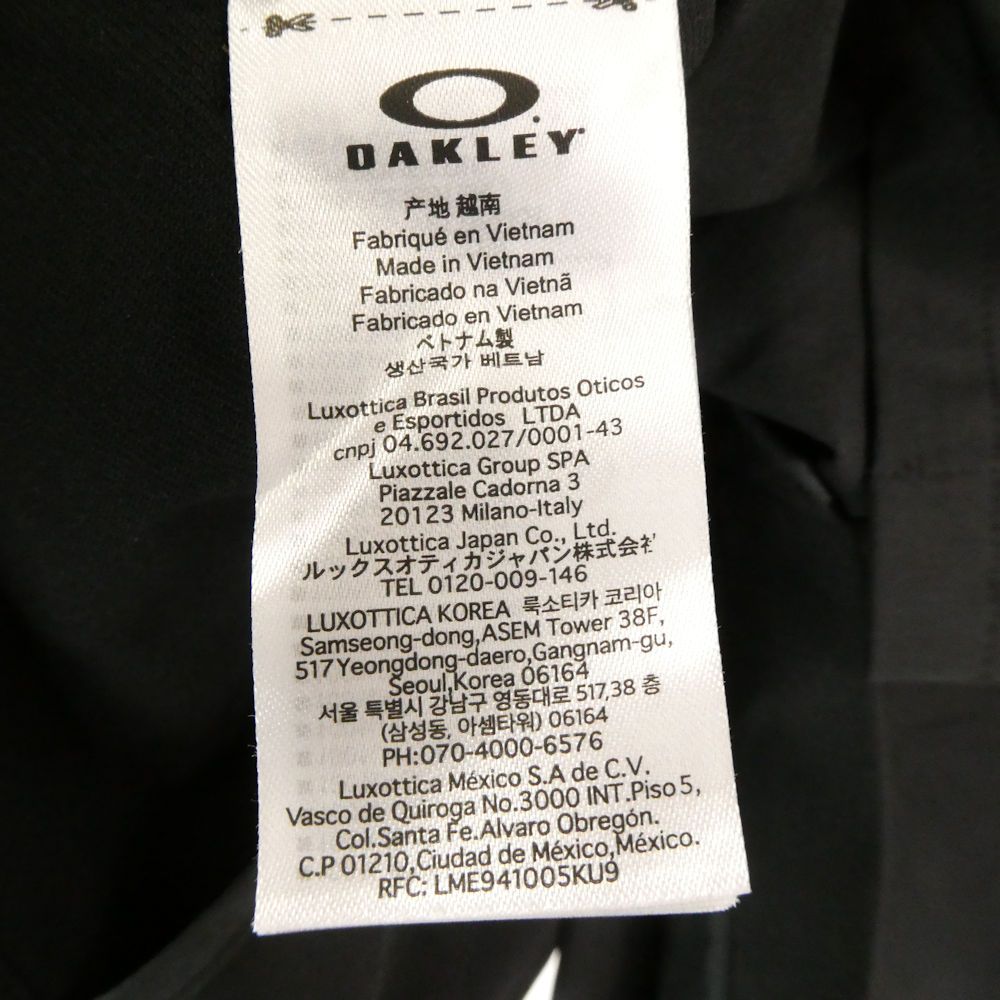 OAKLEY
产地 越南
Fabriqué en Vietnam
Made in Vietnam
Fabricado na Vietnã
Fabricado en Vietnam
ベトナム製
생산국가 베트남
Luxottica Brasil Produtos Oticos
e Esportidos LTDA
cnpj 04.692.027/0001-43
Luxottica Group SPA
Piazzale Cadorna 3
20123 Milano-Italy
Luxottica Japan Co., Ltd.
ルックスオティカジャパン株式会社
TEL 0120-009-146
LUXOTTICA KOREA 룩소티카 코리아
Samseong-dong,ASEM Tower 38F,
517 Yeongdong-daero,Gangnam-gu,
Seoul,Korea 06164
서울 특별시 강남구 영동대로 517,38 층
(삼성동, 아셈타워) 06164
PH:070-4000-6576
Luxottica México S.A de C.V.
Vasco de Quiroga No.3000 INT.Piso 5,
Col.Santa Fe.Alvaro Obregón.
C.P 01210,Ciudad de México,México.
RFC: LME941005KU9